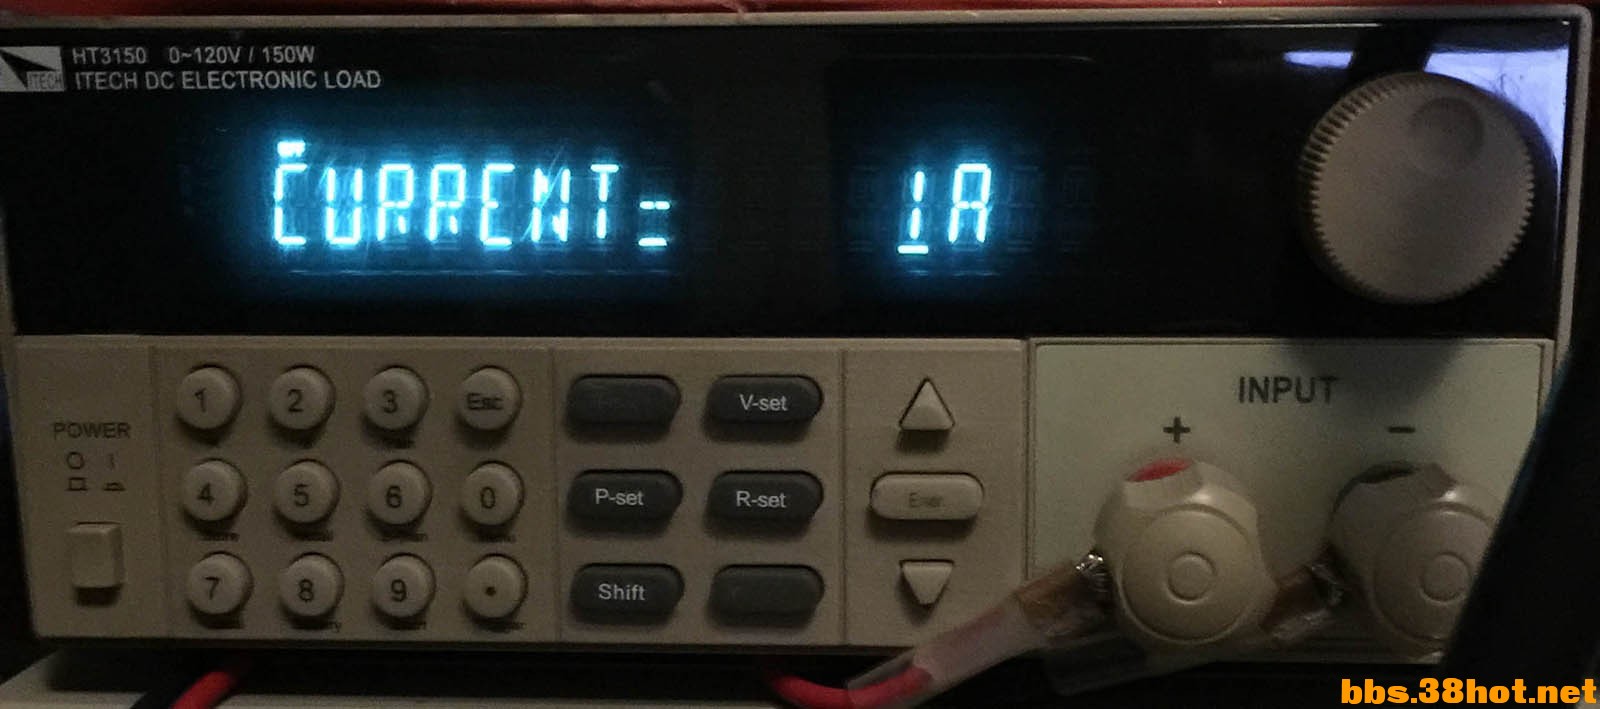 HT3150 0~120V / 150W
ITECH
ITECH DC ELECTRONIC LOAD
OFF
CURRENT= 1A
POWER
1 2 3 Esc
4 5 6 0
7 8 9 .
V-set
P-set R-set
Shift
Enter
INPUT
+ −
bbs.38hot.net